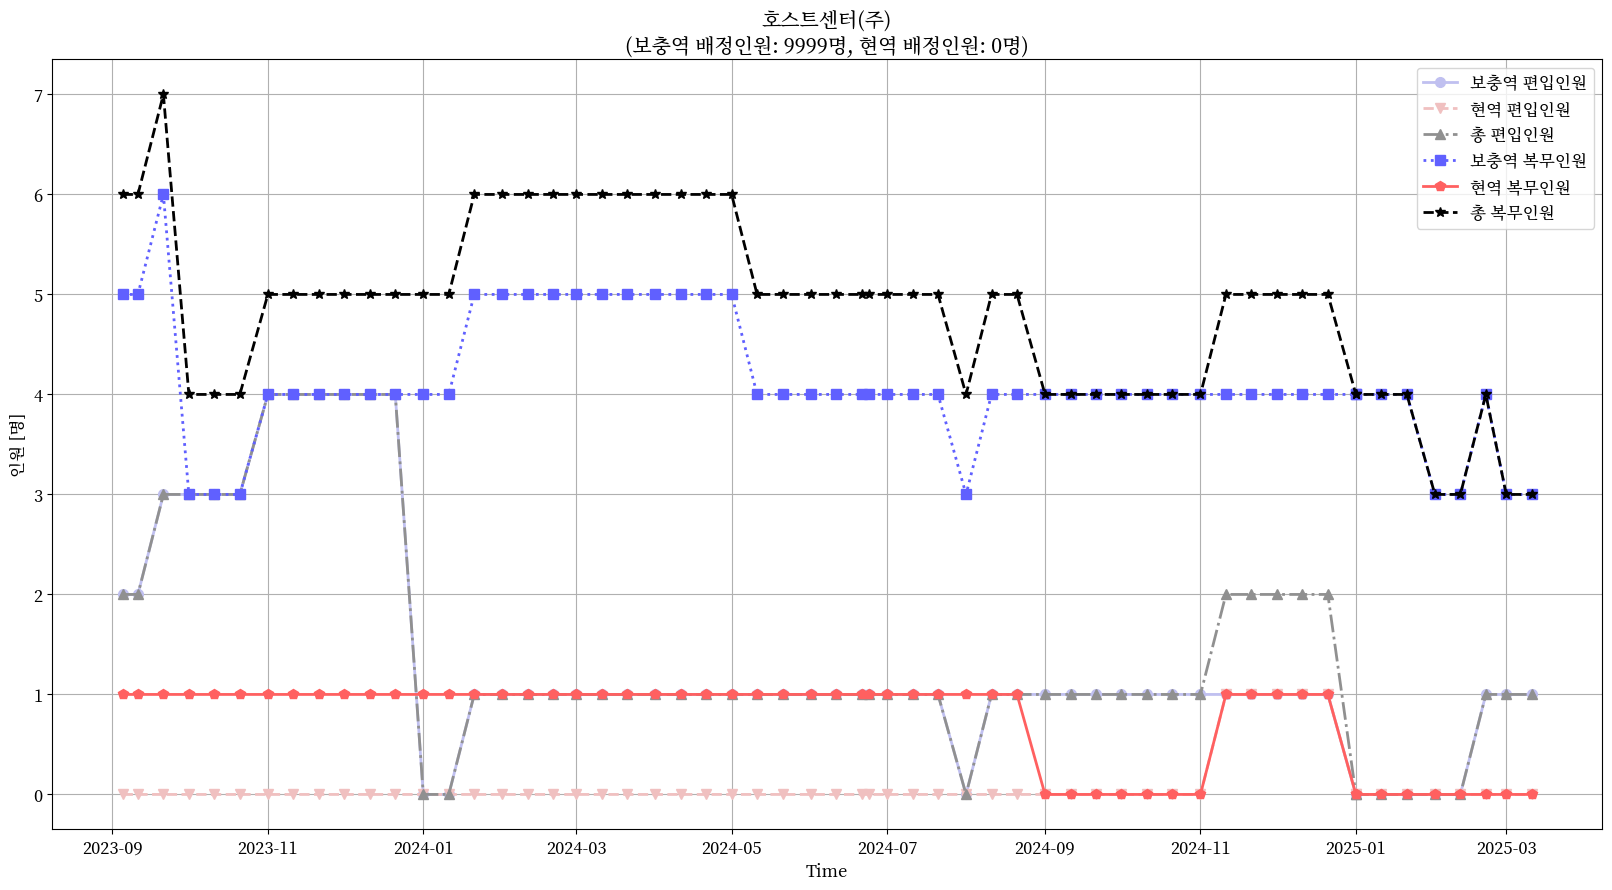 호스트센터(주)
(보충역 배정인원: 9999명, 현역 배정인원: 0명)
보충역 편입인원
현역 편입인원
총 편입인원
보충역 복무인원
현역 복무인원
총 복무인원
인원 [명]
7
6
5
4
3
2
1
0
2023-09 2023-11 2024-01 2024-03 2024-05 2024-07 2024-09 2024-11 2025-01 2025-03
Time